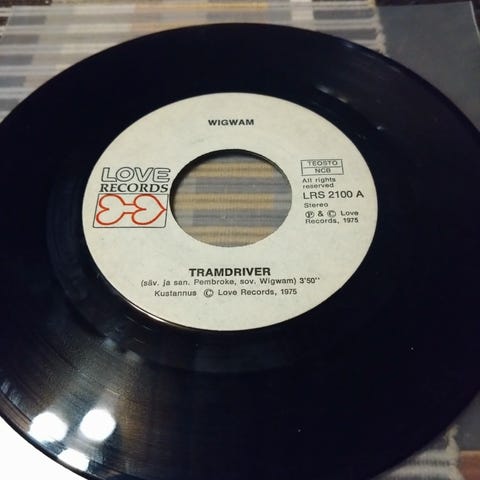 WIGWAM
LOVE
RECORDS
TEOSTO
NCB
All rights
reserved
LRS 2100 A
Stereo
Ⓟ & © Love
Records, 1975
TRAMDRIVER
(säv. ja san. Pembroke, sov. Wigwam) 3'50''
Kustannus © Love Records, 1975